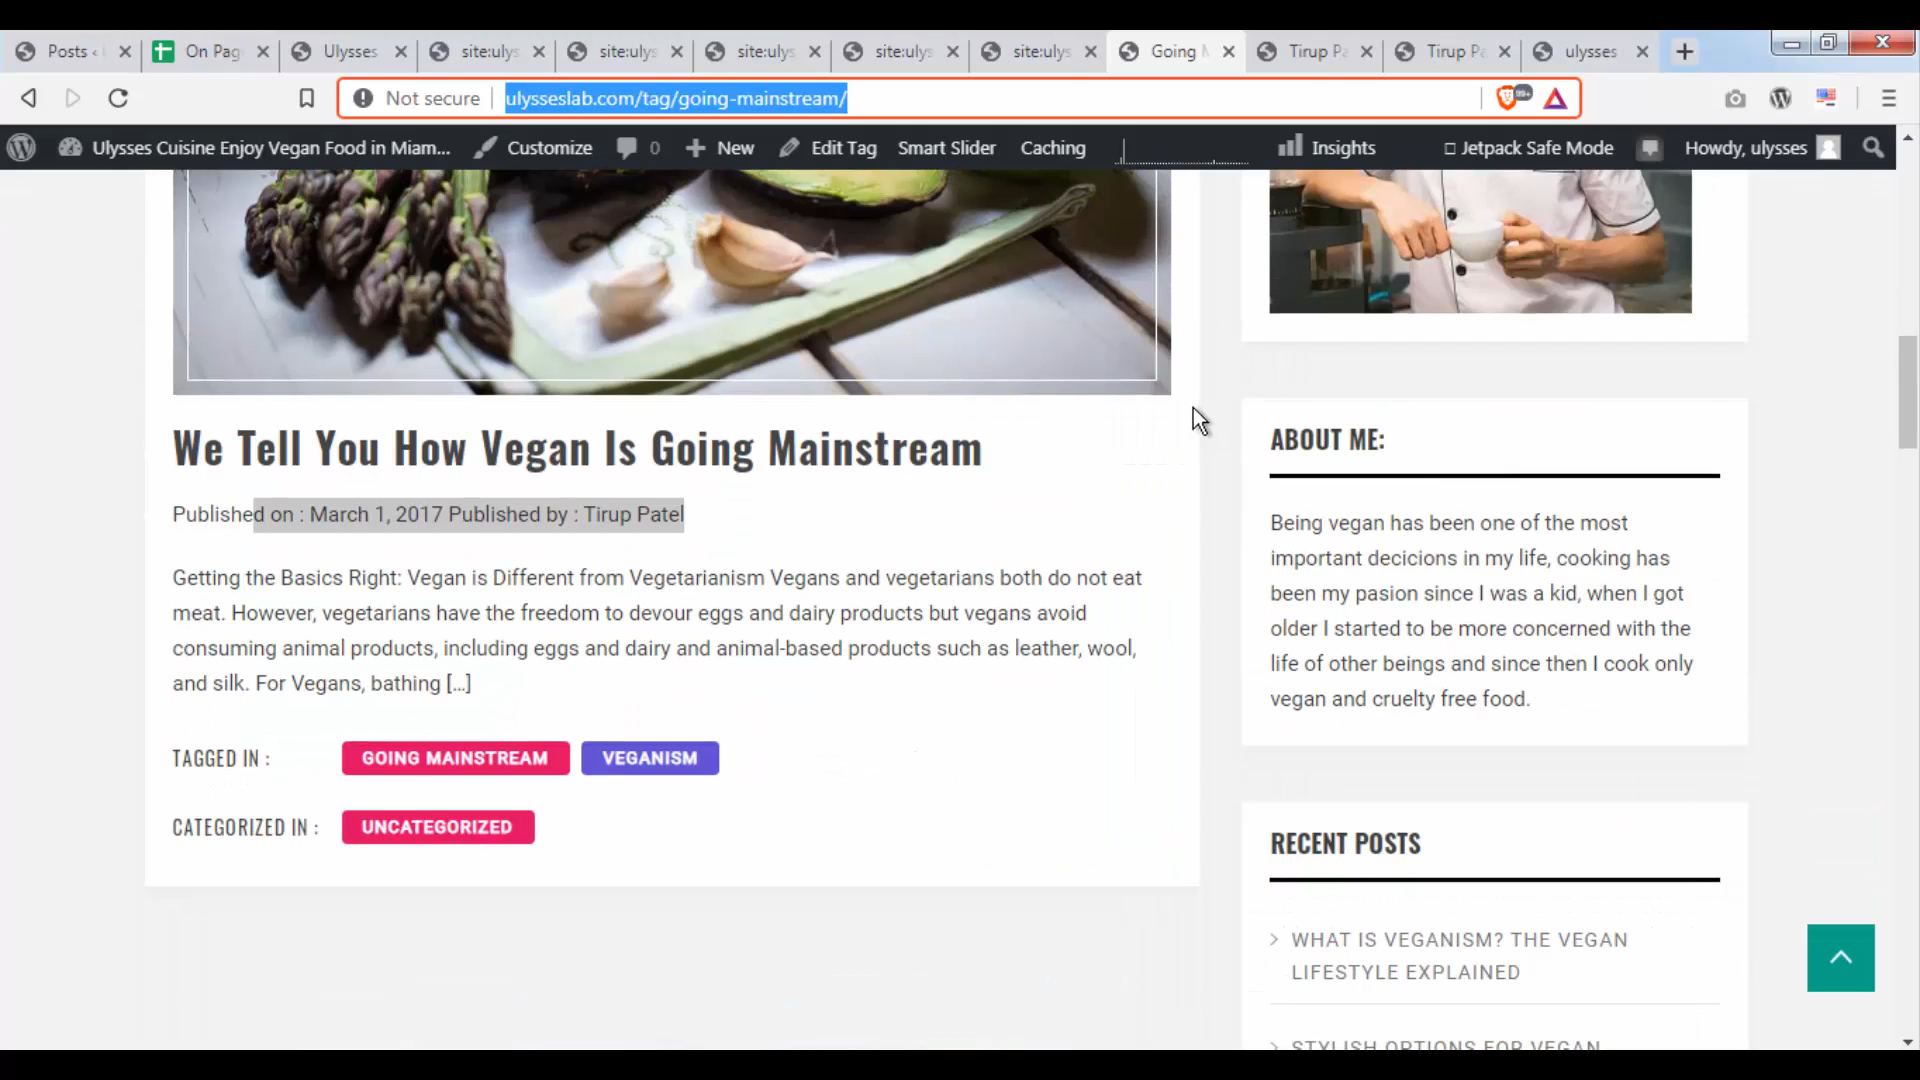 Posts ‹
On Pag
Ulysses
site:ulys
site:ulys
site:ulys
site:ulys
site:ulys
Going M
Tirup Pa
Tirup Pa
ulysses
Not secure
ulysseslab.com/tag/going-mainstream/
99+
Ulysses Cuisine Enjoy Vegan Food in Miam...
Customize
0
New
Edit Tag
Smart Slider
Caching
Insights
Jetpack Safe Mode
Howdy, ulysses
We Tell You How Vegan Is Going Mainstream
Published on : March 1, 2017 Published by : Tirup Patel
Getting the Basics Right: Vegan is Different from Vegetarianism Vegans and vegetarians both do not eat
meat. However, vegetarians have the freedom to devour eggs and dairy products but vegans avoid
consuming animal products, including eggs and dairy and animal-based products such as leather, wool,
and silk. For Vegans, bathing [...]
TAGGED IN :
GOING MAINSTREAM
VEGANISM
CATEGORIZED IN :
UNCATEGORIZED
ABOUT ME:
Being vegan has been one of the most
important decicions in my life, cooking has
been my pasion since I was a kid, when I got
older I started to be more concerned with the
life of other beings and since then I cook only
vegan and cruelty free food.
RECENT POSTS
WHAT IS VEGANISM? THE VEGAN
LIFESTYLE EXPLAINED
STYLISH OPTIONS FOR VEGAN